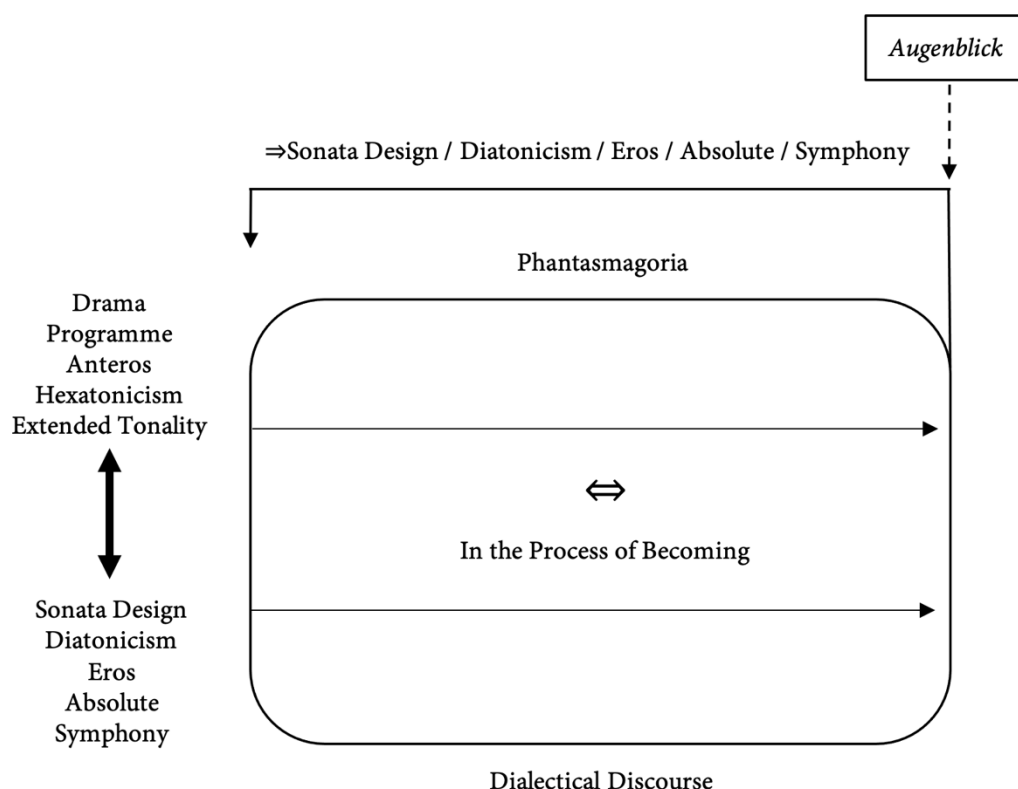 Augenblick
⇒Sonata Design / Diatonicism / Eros / Absolute / Symphony
Phantasmagoria
Drama
Programme
Anteros
Hexatonicism
Extended Tonality
⇔
In the Process of Becoming
Sonata Design
Diatonicism
Eros
Absolute
Symphony
Dialectical Discourse